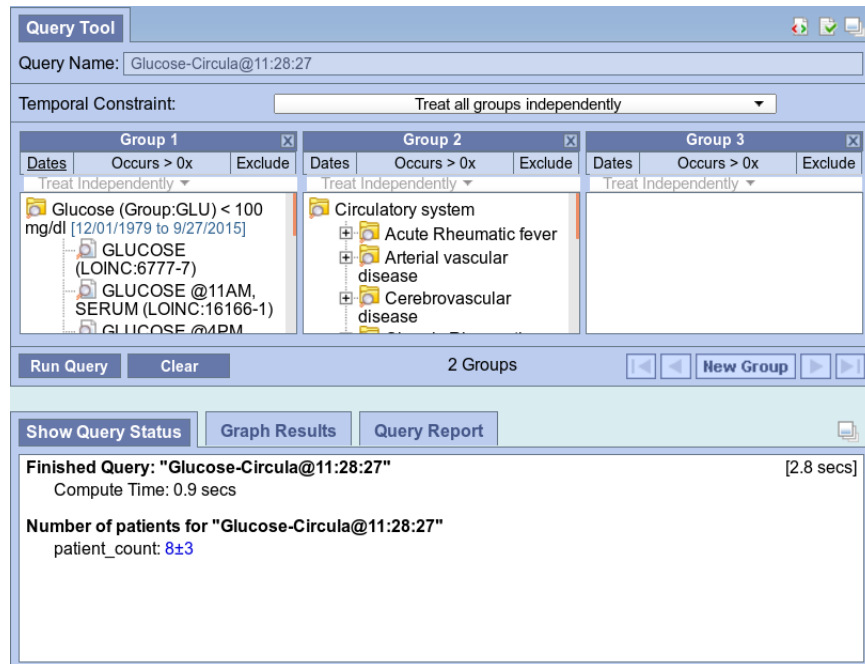 Query Tool
Query Name: Glucose-Circula@11:28:27
Temporal Constraint: Treat all groups independently
Group 1 Group 2 Group 3
Dates Occurs > 0x Exclude Dates Occurs > 0x Exclude Dates Occurs > 0x Exclude
Treat Independently Treat Independently Treat Independently
Glucose (Group:GLU) < 100
mg/dl [12/01/1979 to 9/27/2015]
GLUCOSE
(LOINC:6777-7)
GLUCOSE @11AM,
SERUM (LOINC:16166-1)
GLUCOSE @4PM
Circulatory system
Acute Rheumatic fever
Arterial vascular
disease
Cerebrovascular
disease
Run Query Clear 2 Groups New Group
Show Query Status Graph Results Query Report
Finished Query: "Glucose-Circula@11:28:27" [2.8 secs]
Compute Time: 0.9 secs
Number of patients for "Glucose-Circula@11:28:27"
patient_count: 8±3